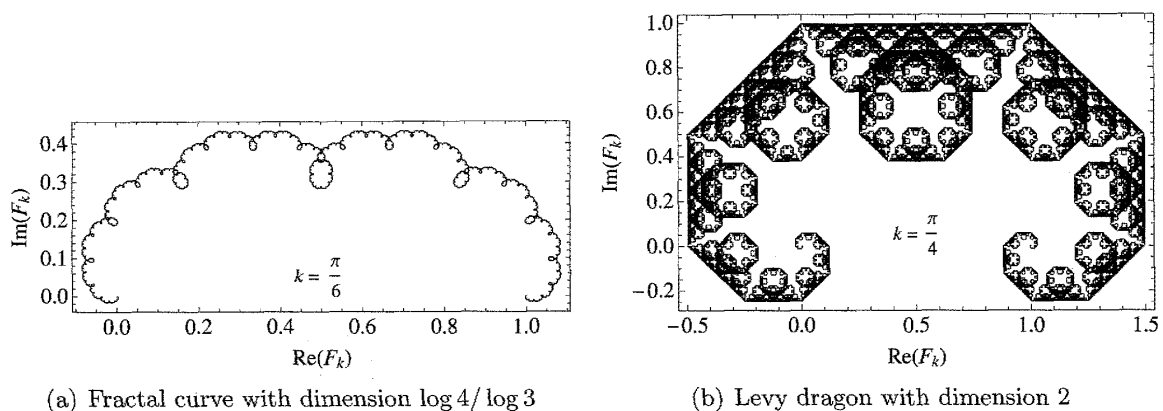 0.4
0.3
0.2
0.1
0.0
Im(F_k)
k = π/6
0.0 0.2 0.4 0.6 0.8 1.0
Re(F_k)
(a) Fractal curve with dimension log 4/ log 3
1.0
0.8
0.6
0.4
0.2
0.0
−0.2
Im(F_k)
k = π/4
−0.5 0.0 0.5 1.0 1.5
Re(F_k)
(b) Levy dragon with dimension 2